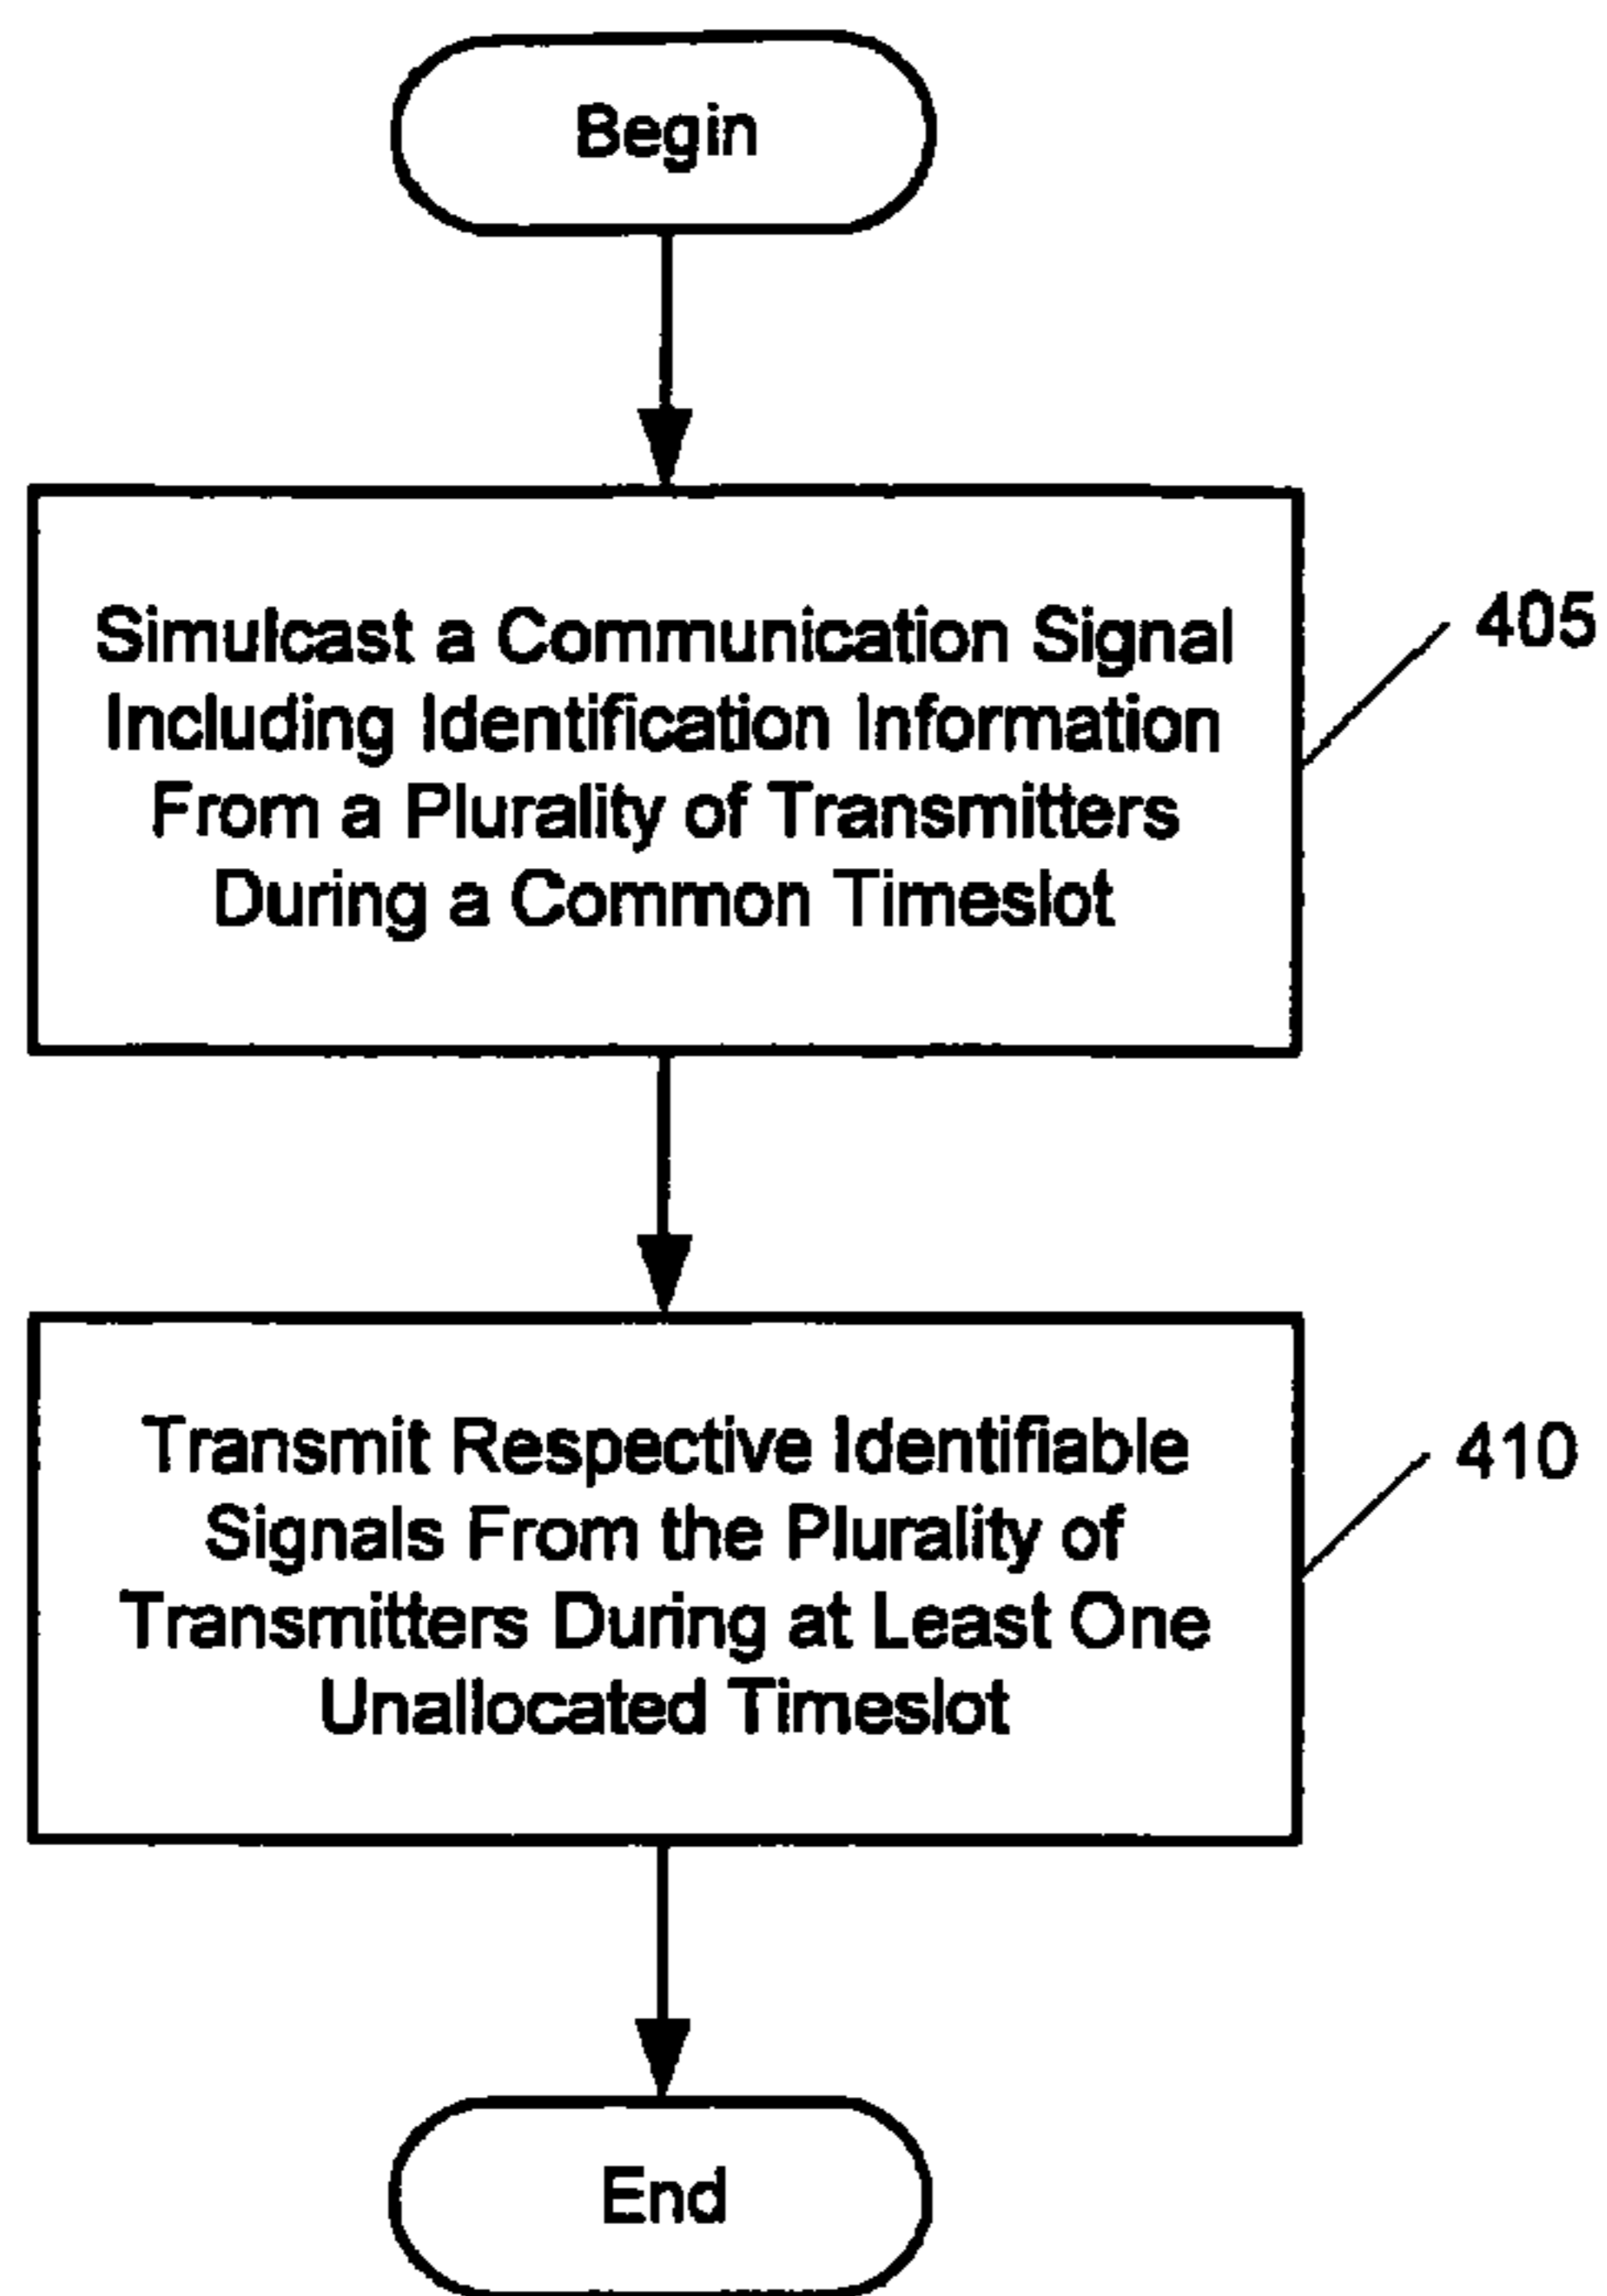 Begin
Simulcast a Communication Signal
Including Identification Information
From a Plurality of Transmitters
During a Common Timeslot
405
Transmit Respective Identifiable
Signals From the Plurality of
Transmitters During at Least One
Unallocated Timeslot
410
End